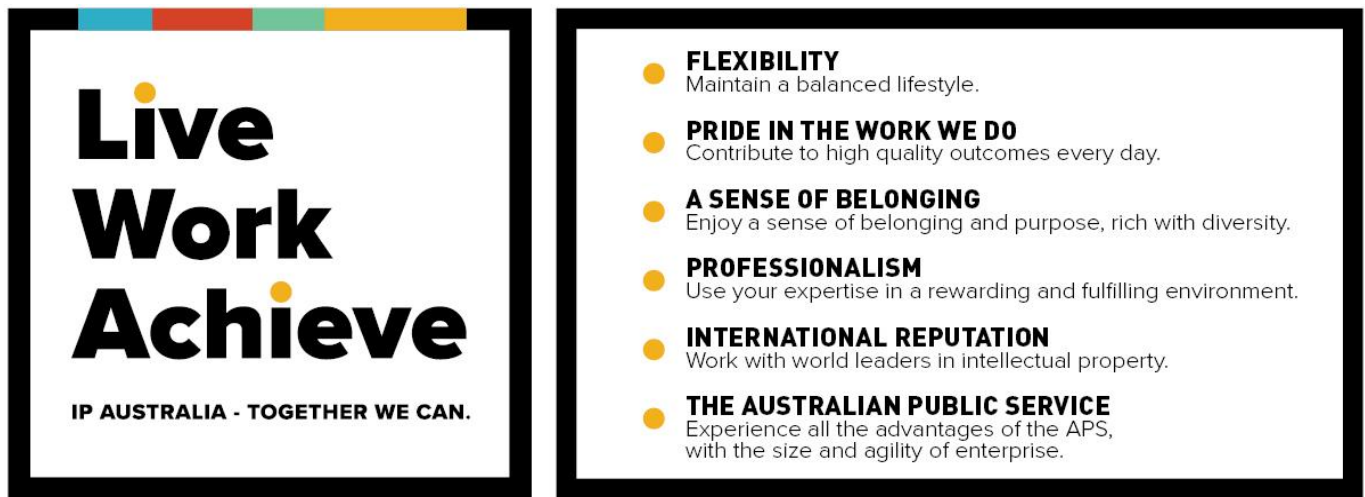 Live
Work
Achieve
IP AUSTRALIA - TOGETHER WE CAN.
FLEXIBILITY
Maintain a balanced lifestyle.
PRIDE IN THE WORK WE DO
Contribute to high quality outcomes every day.
A SENSE OF BELONGING
Enjoy a sense of belonging and purpose, rich with diversity.
PROFESSIONALISM
Use your expertise in a rewarding and fulfilling environment.
INTERNATIONAL REPUTATION
Work with world leaders in intellectual property.
THE AUSTRALIAN PUBLIC SERVICE
Experience all the advantages of the APS,
with the size and agility of enterprise.